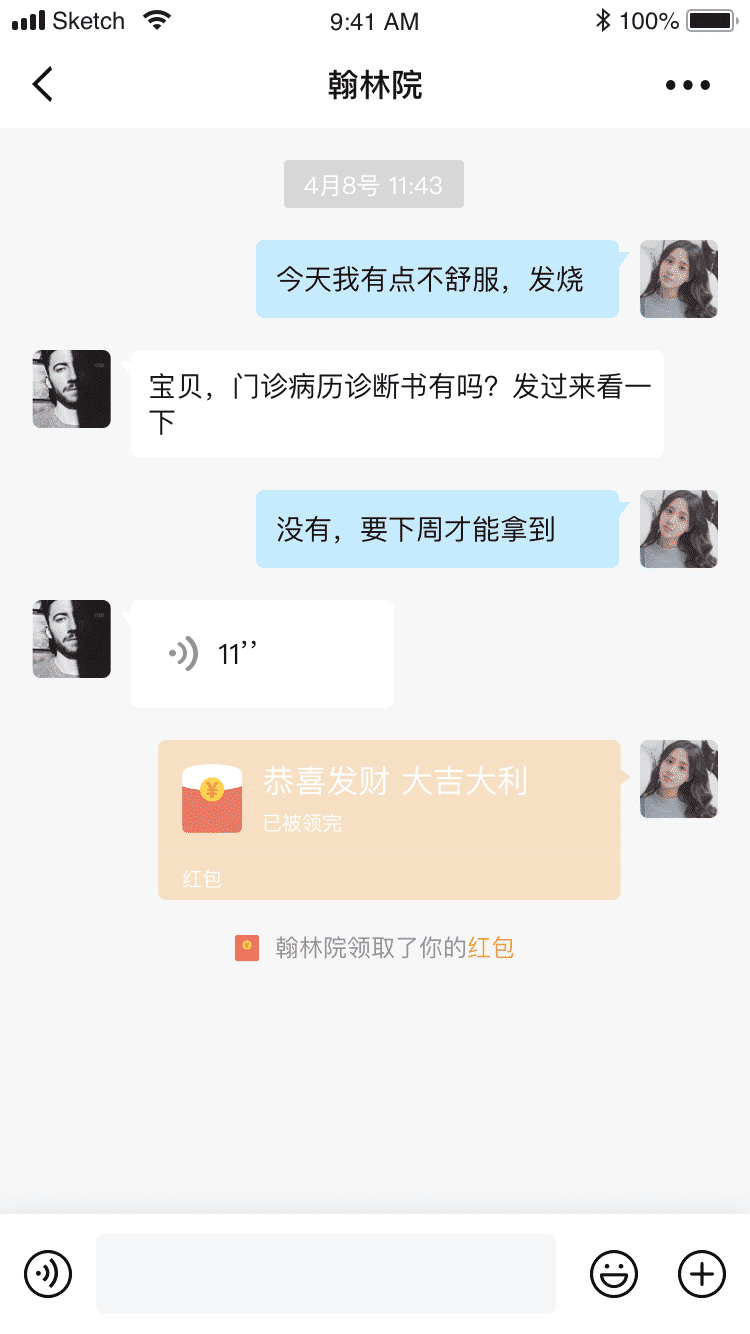 Sketch 9:41 AM 100%
翰林院
4月8号 11:43
今天我有点不舒服，发烧
宝贝，门诊病历诊断书有吗？发过来看一
下
没有，要下周才能拿到
11’’
¥
恭喜发财 大吉大利
已被领完
红包
¥
翰林院领取了你的红包